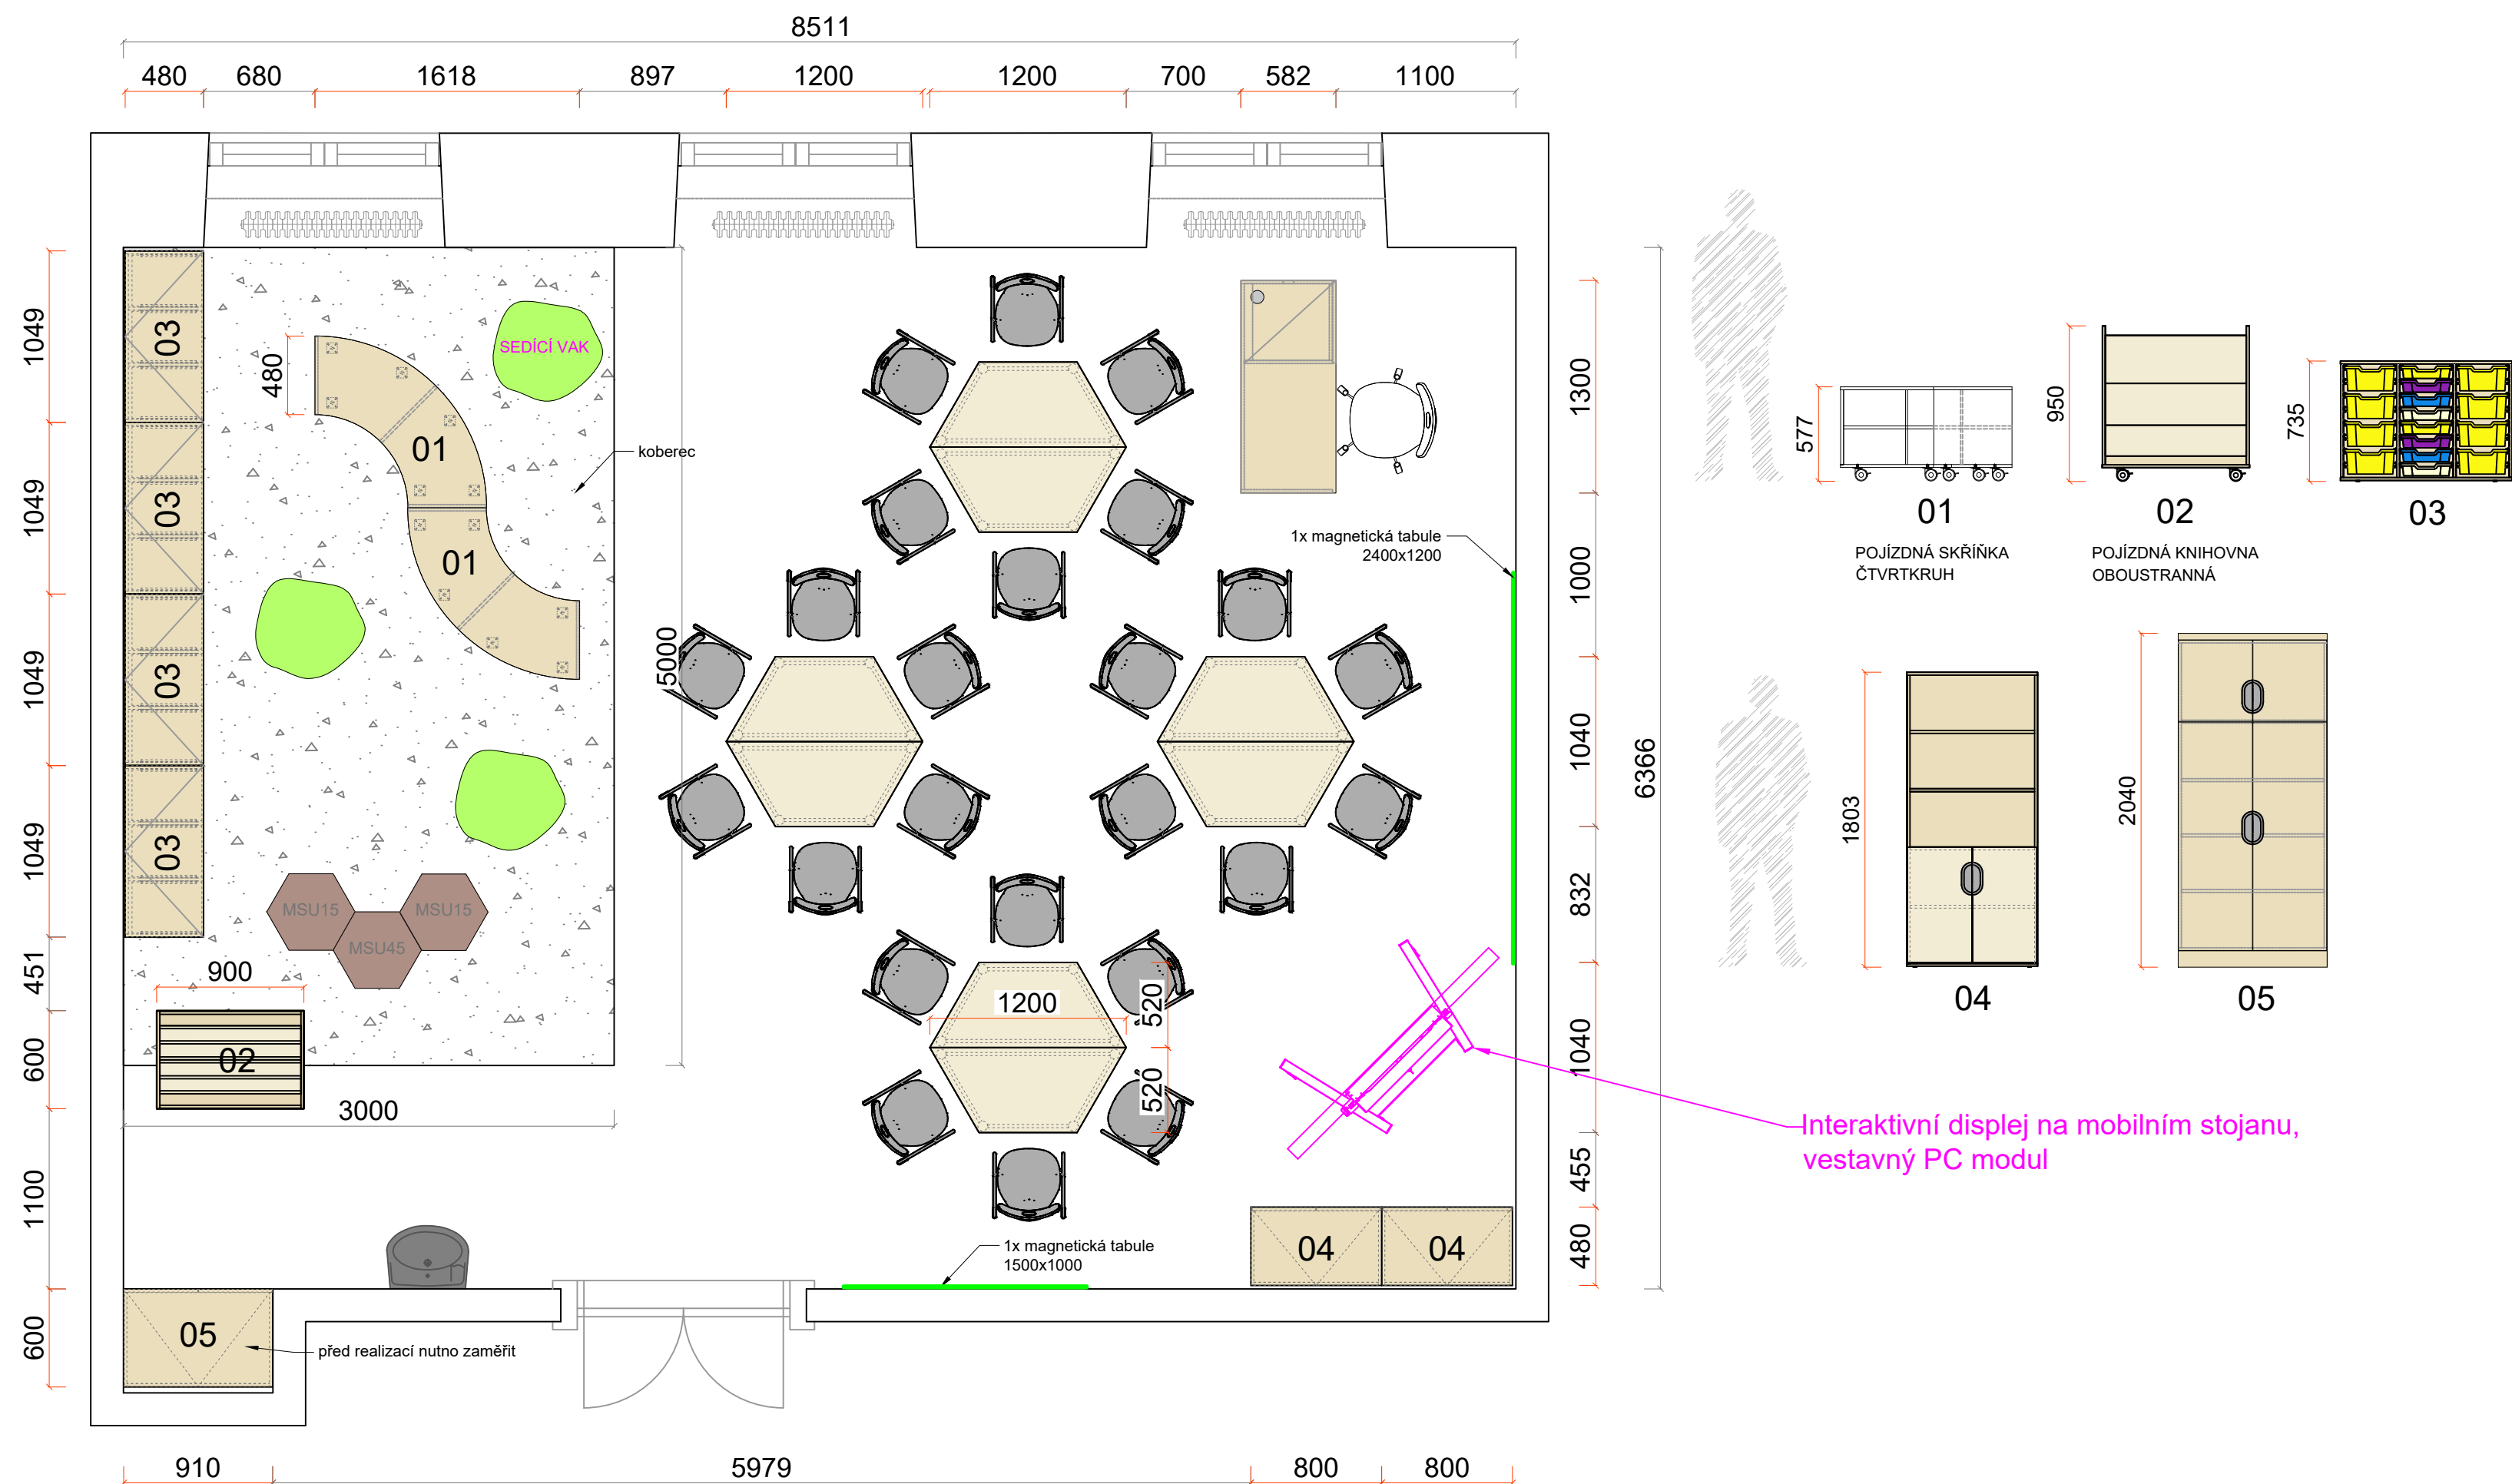 8511
480 680 1618 897 1200 1200 700 582 1100
1049
1049
1049
1049
451
600
1100
600
03
03
03
03
480
01
01
SEDÍCÍ VAK
koberec
5000
MSU15 MSU15
MSU45
900
02
3000
05
před realizací nutno zaměřit
1x magnetická tabule
2400x1200
1200
520
520
1x magnetická tabule
1500x1000
04 04
1300
1000
1040
832
1040
455
480
6366
910 5979 800 800
577
01
POJÍZDNÁ SKŘÍŇKA
ČTVRTKRUH
950
02
POJÍZDNÁ KNIHOVNA
OBOUSTRANNÁ
735
03
1803
04
2040
05
Interaktivní displej na mobilním stojanu,
vestavný PC modul